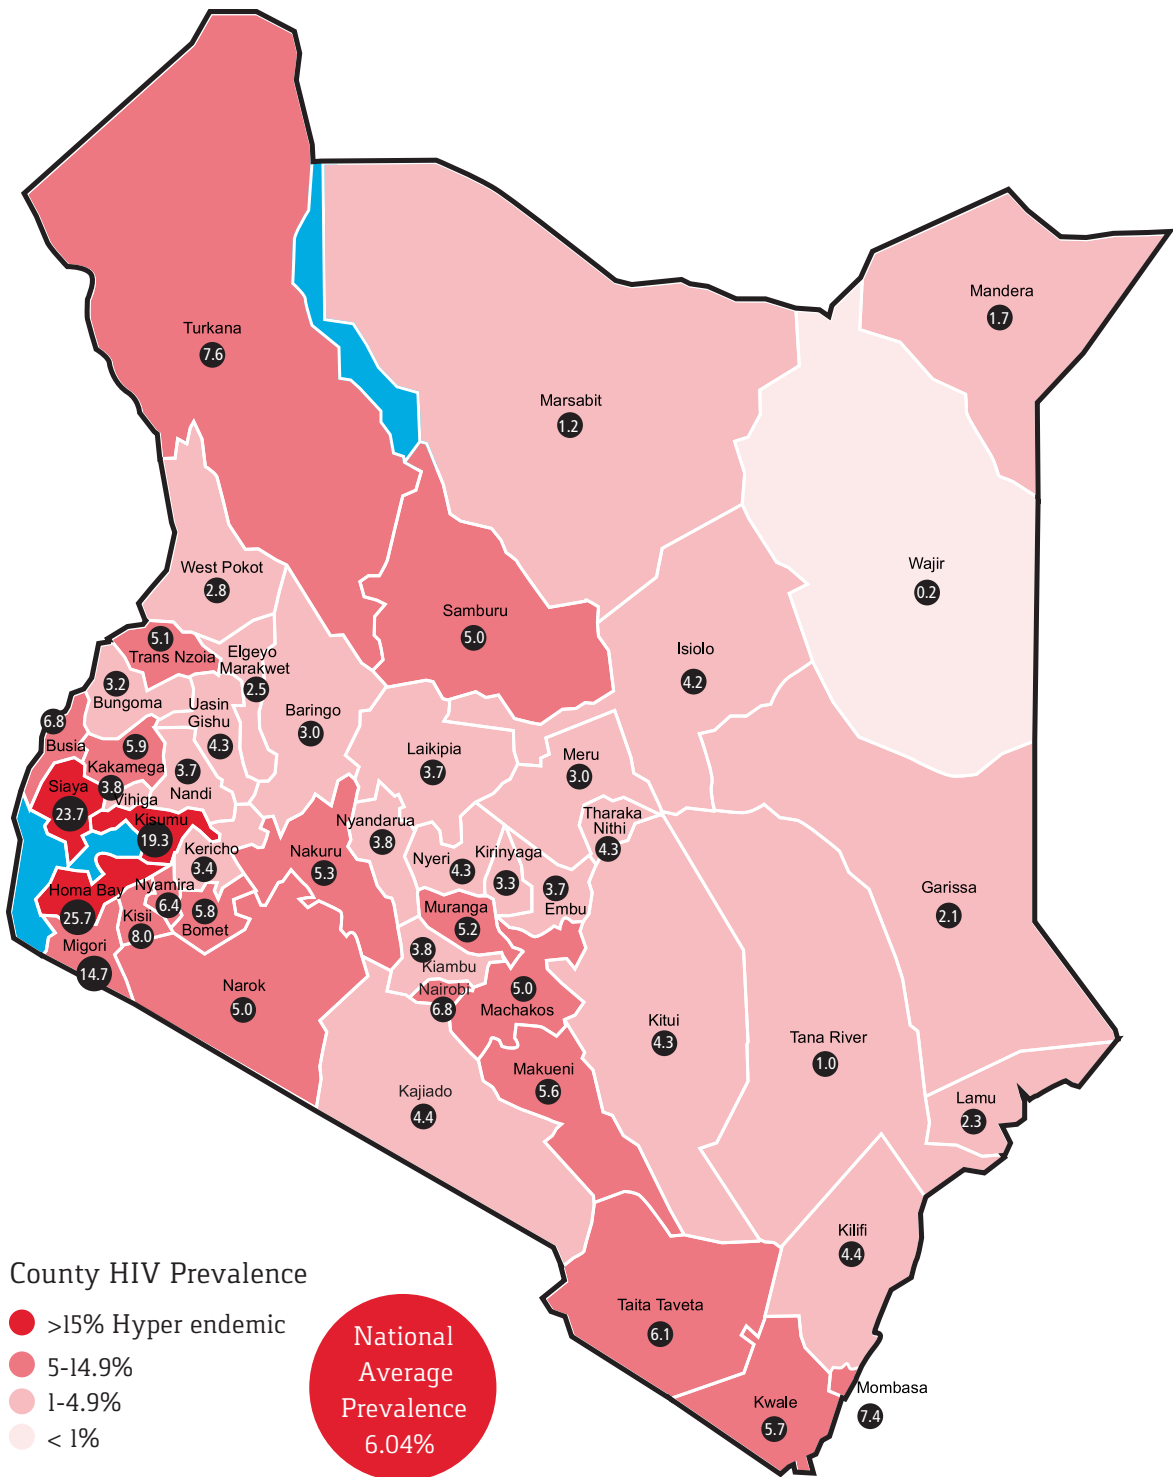 Mandera
1.7
Turkana
7.6
Marsabit
1.2
West Pokot
2.8
Wajir
0.2
Samburu
5.0
5.1
Trans Nzoia
Elgeyo
Marakwet
2.5
Isiolo
4.2
3.2
Bungoma
Uasin
Gishu
4.3
Baringo
3.0
6.8
Busia
5.9
Kakamega
3.7
Nandi
Laikipia
3.7
Meru
3.0
Siaya
23.7
3.8
Vihiga
Kisumu
19.3
Kericho
3.4
Nyandarua
3.8
Tharaka
Nithi
4.3
Nakuru
5.3
Nyeri
4.3
Kirinyaga
3.3
3.7
Embu
Homa Bay
25.7
Nyamira
6.4
5.8
Bomet
Kisii
8.0
Muranga
5.2
Garissa
2.1
Migori
14.7
3.8
Kiambu
Nairobi
6.8
5.0
Machakos
Narok
5.0
Kitui
4.3
Tana River
1.0
Makueni
5.6
Kajiado
4.4
Lamu
2.3
Kilifi
4.4
Taita Taveta
6.1
Kwale
5.7
Mombasa
7.4
County HIV Prevalence
>15% Hyper endemic
5-14.9%
1-4.9%
< 1%
National
Average
Prevalence
6.04%